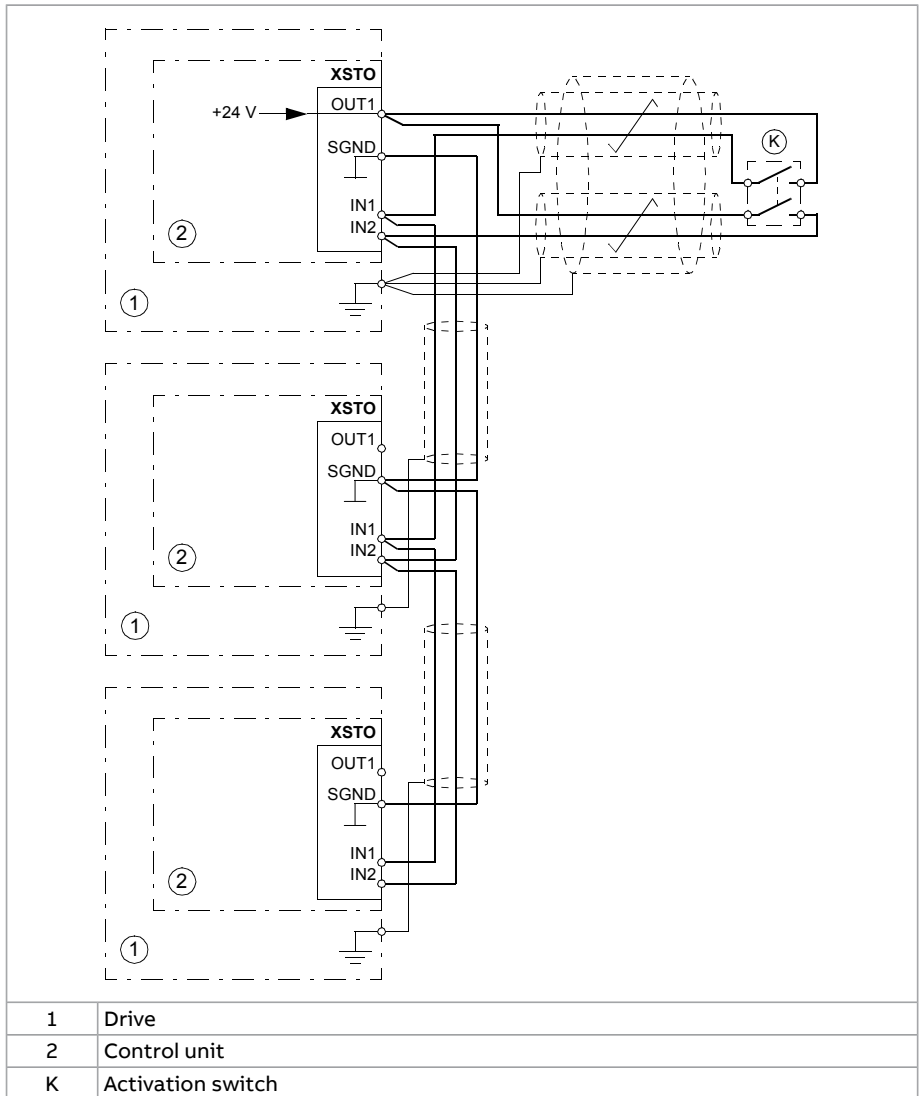 XSTO
OUT1
+24 V
SGND
IN1
IN2
2
1
K
XSTO
OUT1
SGND
IN1
IN2
2
1
XSTO
OUT1
SGND
IN1
IN2
2
1
1 Drive
2 Control unit
K Activation switch